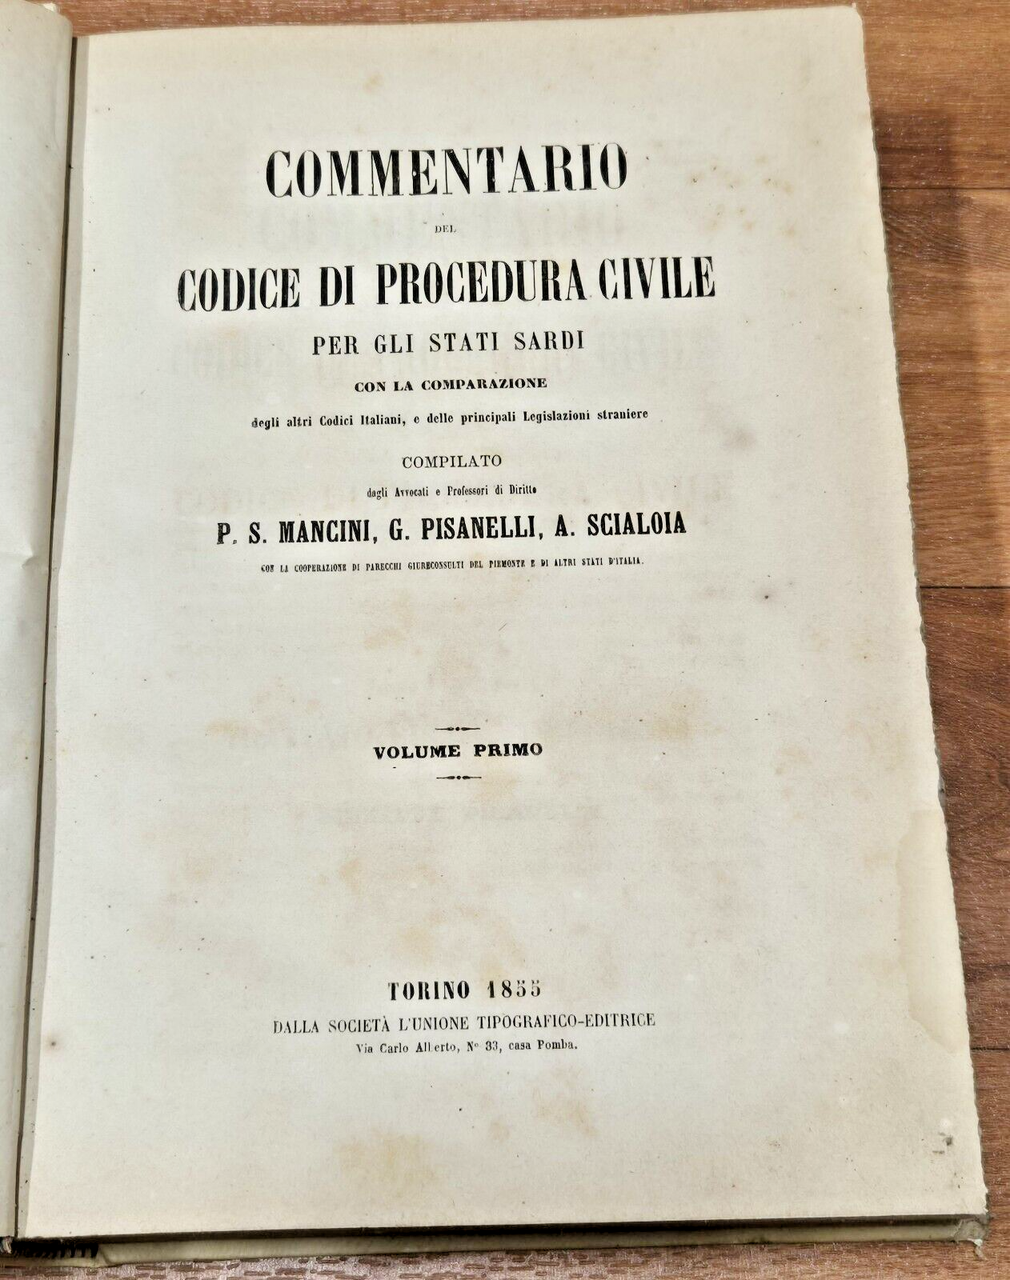 COMMENTARIO
DEL
CODICE DI PROCEDURA CIVILE
PER GLI STATI SARDI
CON LA COMPARAZIONE
degli altri Codici Italiani, e delle principali Legislazioni straniere
COMPILATO
dagli Avvocati e Professori di Diritto
P. S. MANCINI, G. PISANELLI, A. SCIALOIA
CON LA COOPERAZIONE DI PARECCHI GIURECONSULTI DEL PIEMONTE E DI ALTRI STATI D'ITALIA.
VOLUME PRIMO
TORINO 1855
DALLA SOCIETÀ L'UNIONE TIPOGRAFICO-EDITRICE
Via Carlo Alberto, Nº 33, casa Pomba.